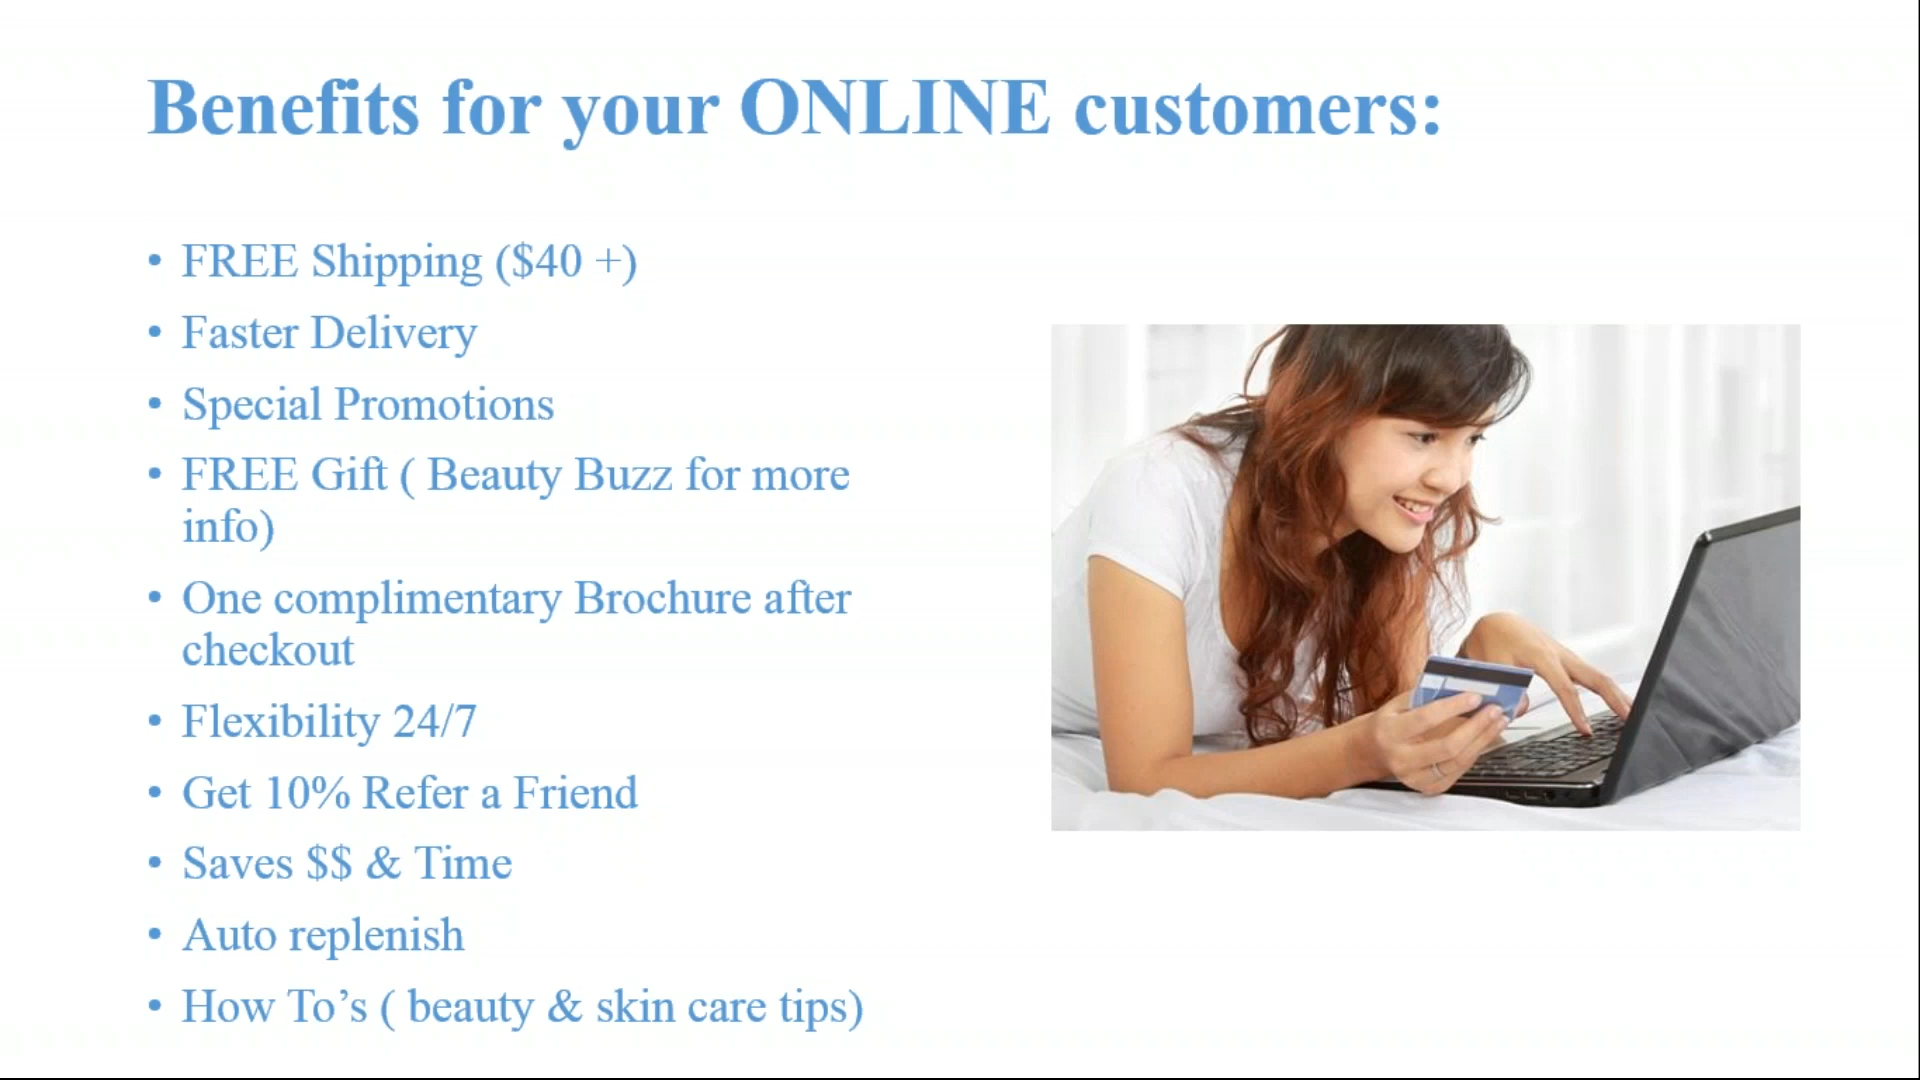 Benefits for your ONLINE customers:
• FREE Shipping ($40 +)
• Faster Delivery
• Special Promotions
• FREE Gift ( Beauty Buzz for more
info)
• One complimentary Brochure after
checkout
• Flexibility 24/7
• Get 10% Refer a Friend
• Saves $$ & Time
• Auto replenish
• How To’s ( beauty & skin care tips)